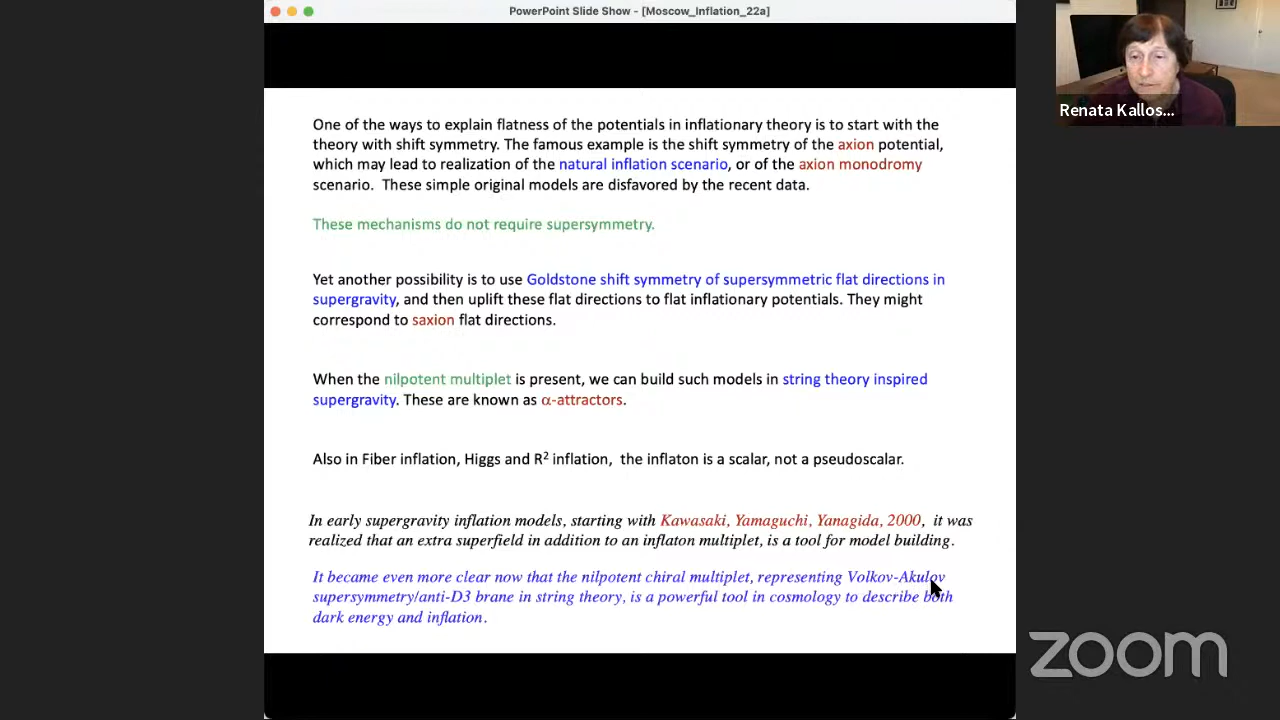 PowerPoint Slide Show - [Moscow_Inflation_22a]
Renata Kallos...
One of the ways to explain flatness of the potentials in inflationary theory is to start with the
theory with shift symmetry. The famous example is the shift symmetry of the axion potential,
which may lead to realization of the natural inflation scenario, or of the axion monodromy
scenario. These simple original models are disfavored by the recent data.
These mechanisms do not require supersymmetry.
Yet another possibility is to use Goldstone shift symmetry of supersymmetric flat directions in
supergravity, and then uplift these flat directions to flat inflationary potentials. They might
correspond to saxion flat directions.
When the nilpotent multiplet is present, we can build such models in string theory inspired
supergravity. These are known as α-attractors.
Also in Fiber inflation, Higgs and R² inflation, the inflaton is a scalar, not a pseudoscalar.
In early supergravity inflation models, starting with Kawasaki, Yamaguchi, Yanagida, 2000, it was
realized that an extra superfield in addition to an inflaton multiplet, is a tool for model building.
It became even more clear now that the nilpotent chiral multiplet, representing Volkov-Akulov
supersymmetry/anti-D3 brane in string theory, is a powerful tool in cosmology to describe both
dark energy and inflation.
zoom